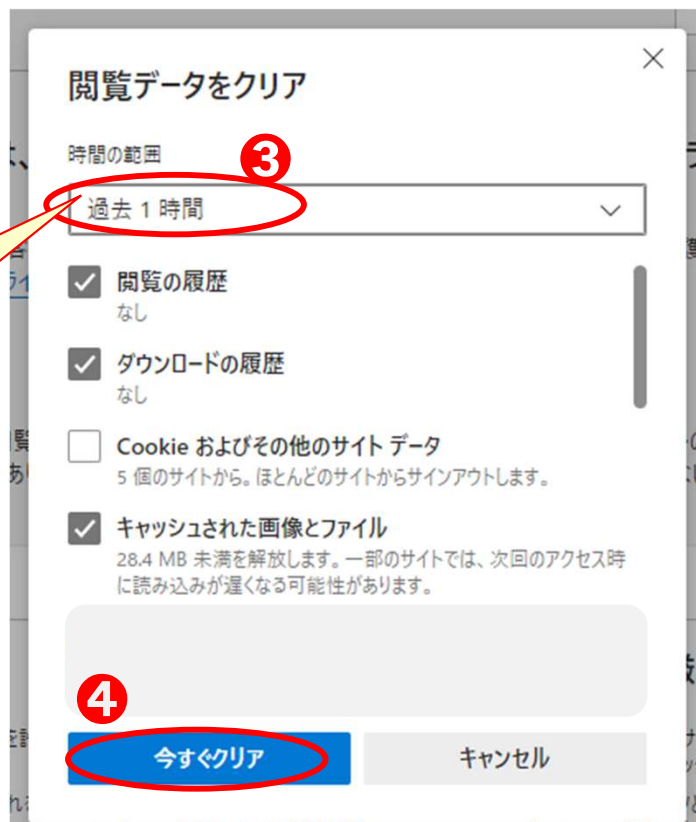 閲覧データをクリア
時間の範囲
3
過去 1 時間
閲覧の履歴
なし
ダウンロードの履歴
なし
Cookie およびその他のサイト データ
5 個のサイトから。ほとんどのサイトからサインアウトします。
キャッシュされた画像とファイル
28.4 MB 未満を解放します。一部のサイトでは、次回のアクセス時
に読み込みが遅くなる可能性があります。
4
今すぐクリア
キャンセル